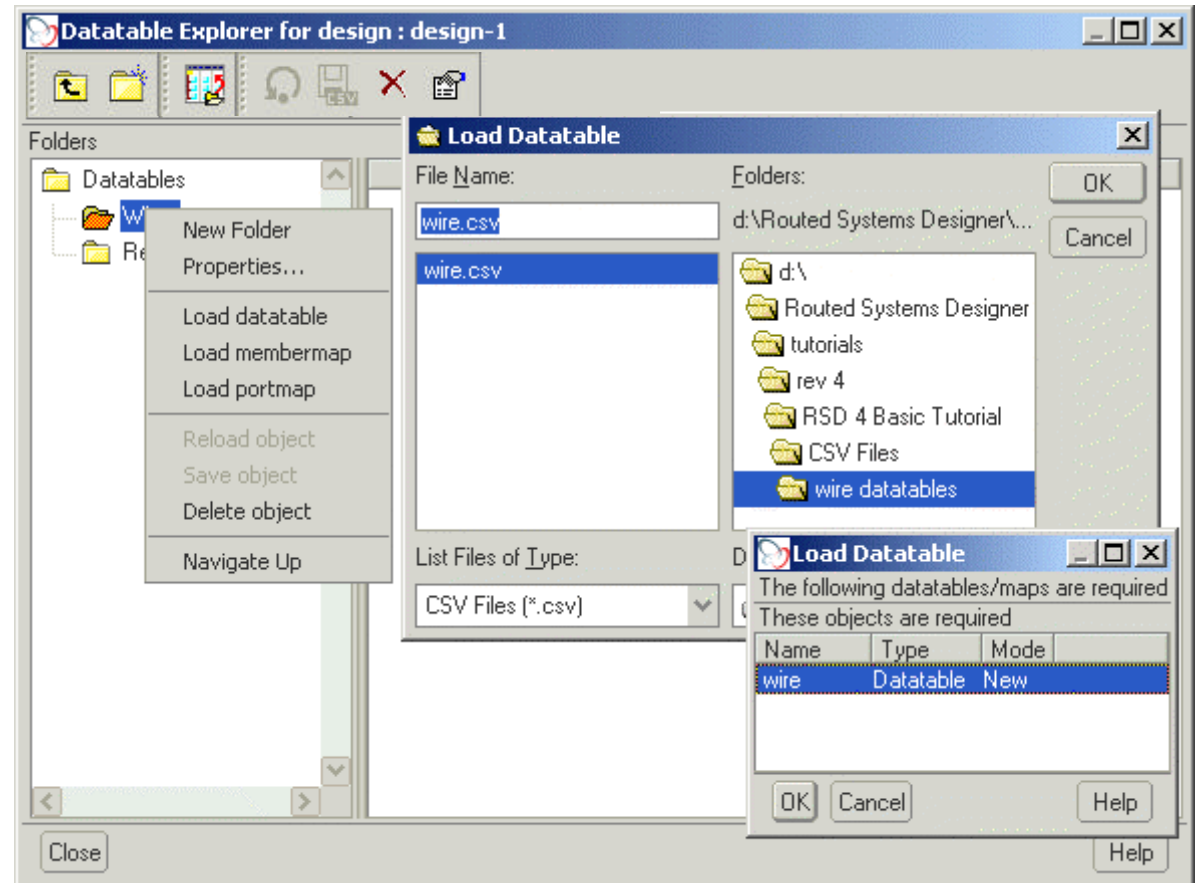 Datatable Explorer for design : design-1
CSV
Folders
Datatables
New Folder
Properties...
Load datatable
Load membermap
Load portmap
Reload object
Save object
Delete object
Navigate Up
Load Datatable
File Name:
wire.csv
wire.csv
List Files of Type:
CSV Files (*.csv)
Folders:
d:\Routed Systems Designer\...
d:\
Routed Systems Designer
tutorials
rev 4
RSD 4 Basic Tutorial
CSV Files
wire datatables
OK
Cancel
Load Datatable
The following datatables/maps are required
These objects are required
Name Type Mode
wire Datatable New
OK Cancel Help
Close Help